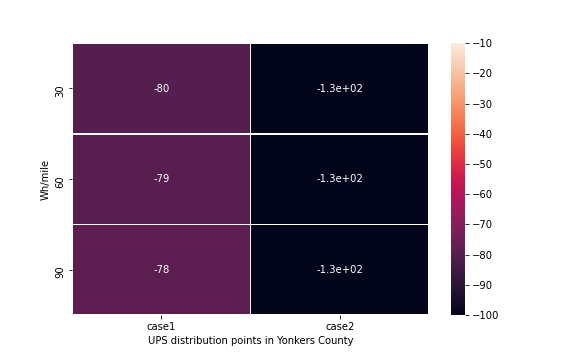 Wh/mile
30
60
90
-80
-1.3e+02
-79
-1.3e+02
-78
-1.3e+02
case1
case2
UPS distribution points in Yonkers County
−10
−20
−30
−40
−50
−60
−70
−80
−90
−100